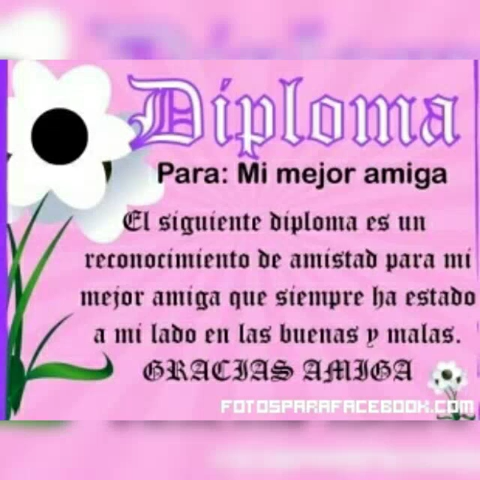 Diploma
Para: Mi mejor amiga
El siguiente diploma es un
reconocimiento de amistad para mi
mejor amiga que siempre ha estado
a mi lado en las buenas y malas.
GRACIAS AMIGA
FOTOSPARAFACEBOOK.COM